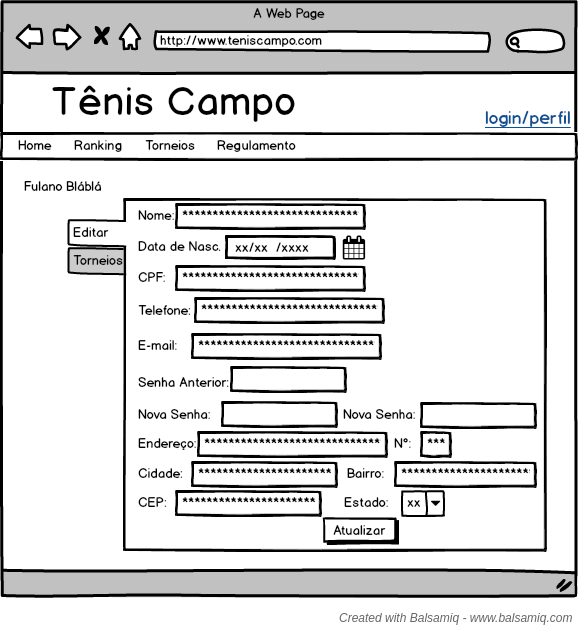 A Web Page
http://www.teniscampo.com
Tênis Campo
login/perfil
Home Ranking Torneios Regulamento
Fulano Bláblá
Editar
Torneios
Nome: ******************************
Data de Nasc. xx/xx /xxxx
CPF: ******************************
Telefone: ******************************
E-mail: ******************************
Senha Anterior:
Nova Senha: Nova Senha:
Endereço: ******************************
Nº: ***
Cidade: ************************
Bairro: **********************
CEP: ***********************
Estado: xx
Atualizar
Created with Balsamiq - www.balsamiq.com